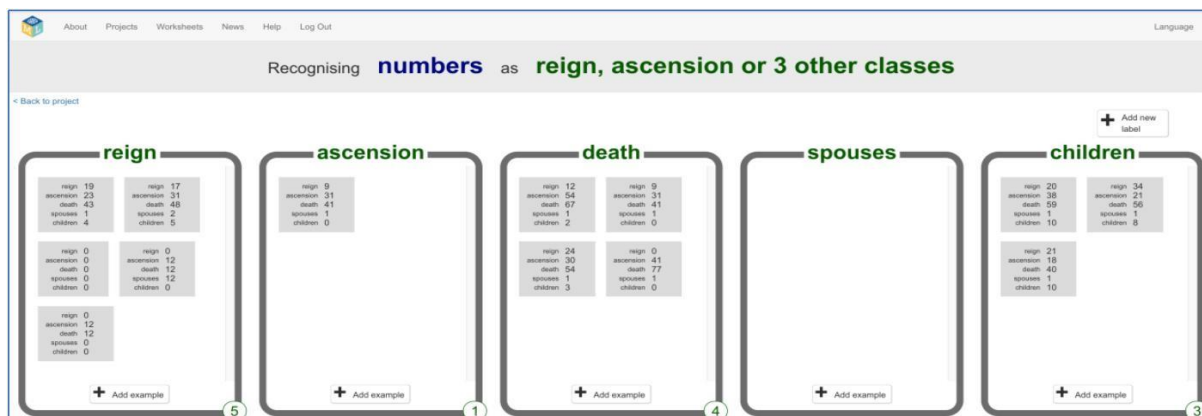 About Projects Worksheets News Help Log Out Language
Recognising numbers as reign, ascension or 3 other classes
< Back to project
+ Add new
label
reign
reign 19
ascension 23
death 43
spouses 1
children 4
reign 17
ascension 31
death 48
spouses 2
children 5
reign 0
ascension 0
death 0
spouses 0
children 0
reign 0
ascension 12
death 12
spouses 12
children 0
reign 0
ascension 12
death 12
spouses 0
children 0
+ Add example
5
ascension
reign 9
ascension 31
death 41
spouses 1
children 0
+ Add example
1
death
reign 12
ascension 54
death 67
spouses 1
children 2
reign 9
ascension 31
death 41
spouses 1
children 0
reign 24
ascension 30
death 54
spouses 1
children 3
reign 0
ascension 41
death 77
spouses 1
children 0
+ Add example
4
spouses
+ Add example
children
reign 20
ascension 38
death 59
spouses 1
children 10
reign 34
ascension 21
death 56
spouses 1
children 8
reign 21
ascension 18
death 40
spouses 1
children 10
+ Add example
3